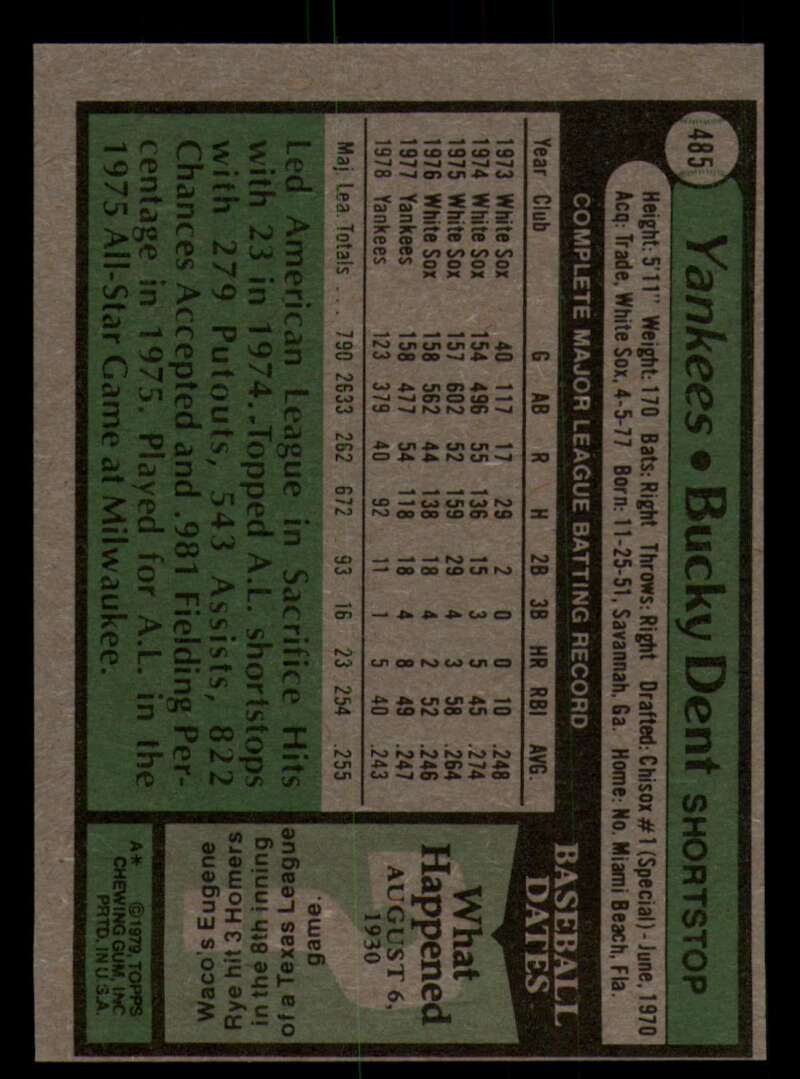 485
Yankees • Bucky Dent SHORTSTOP
Height: 5'11" Weight: 170 Bats: Right Throws: Right Drafted: Chisox #1 (Special) - June, 1970
Acq: Trade, White Sox, 4-5-77 Born: 11-25-51, Savannah, Ga. Home: No. Miami Beach, Fla.
COMPLETE MAJOR LEAGUE BATTING RECORD
Year Club G AB R H 2B 3B HR RBI AVG.
1973 White Sox 40 117 17 29 2 0 0 10 .248
1974 White Sox 154 496 55 136 15 3 5 45 .274
1975 White Sox 157 602 52 159 29 4 3 58 .264
1976 White Sox 158 562 44 138 18 4 2 52 .246
1977 Yankees 158 477 54 118 18 4 8 49 .247
1978 Yankees 123 379 40 92 11 1 5 40 .243
Maj. Lea. Totals ... 790 2633 262 672 93 16 23 254 .255
Led American League in Sacrifice Hits
with 23 in 1974. Topped A.L. shortstops
with 279 Putouts, 543 Assists, 822
Chances Accepted and .981 Fielding Per-
centage in 1975. Played for A.L. in the
1975 All-Star Game at Milwaukee.
BASEBALL
DATES
What
Happened
AUGUST 6,
1930
Waco's Eugene
Rye hit 3 Homers
in the 8th inning
of a Texas League
game.
A* ©1979, TOPPS
CHEWING GUM, INC
PRTD. IN U.S.A.